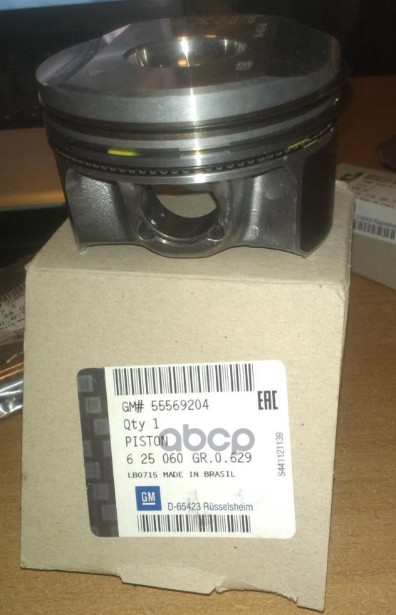 GM# 55569204
EAC
Qty 1
PISTON
abcp
6 25 060 GR.0.629
LB0715 MADE IN BRASIL
S441121139
GM
D-65423 Rüsselsheim